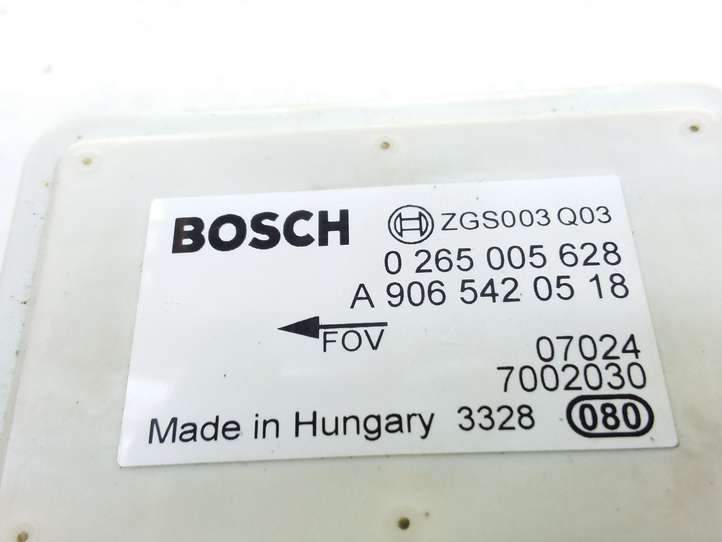 BOSCH ZGS003 Q03
0 265 005 628
A 906 542 05 18
FOV
07024
7002030
Made in Hungary 3328 080